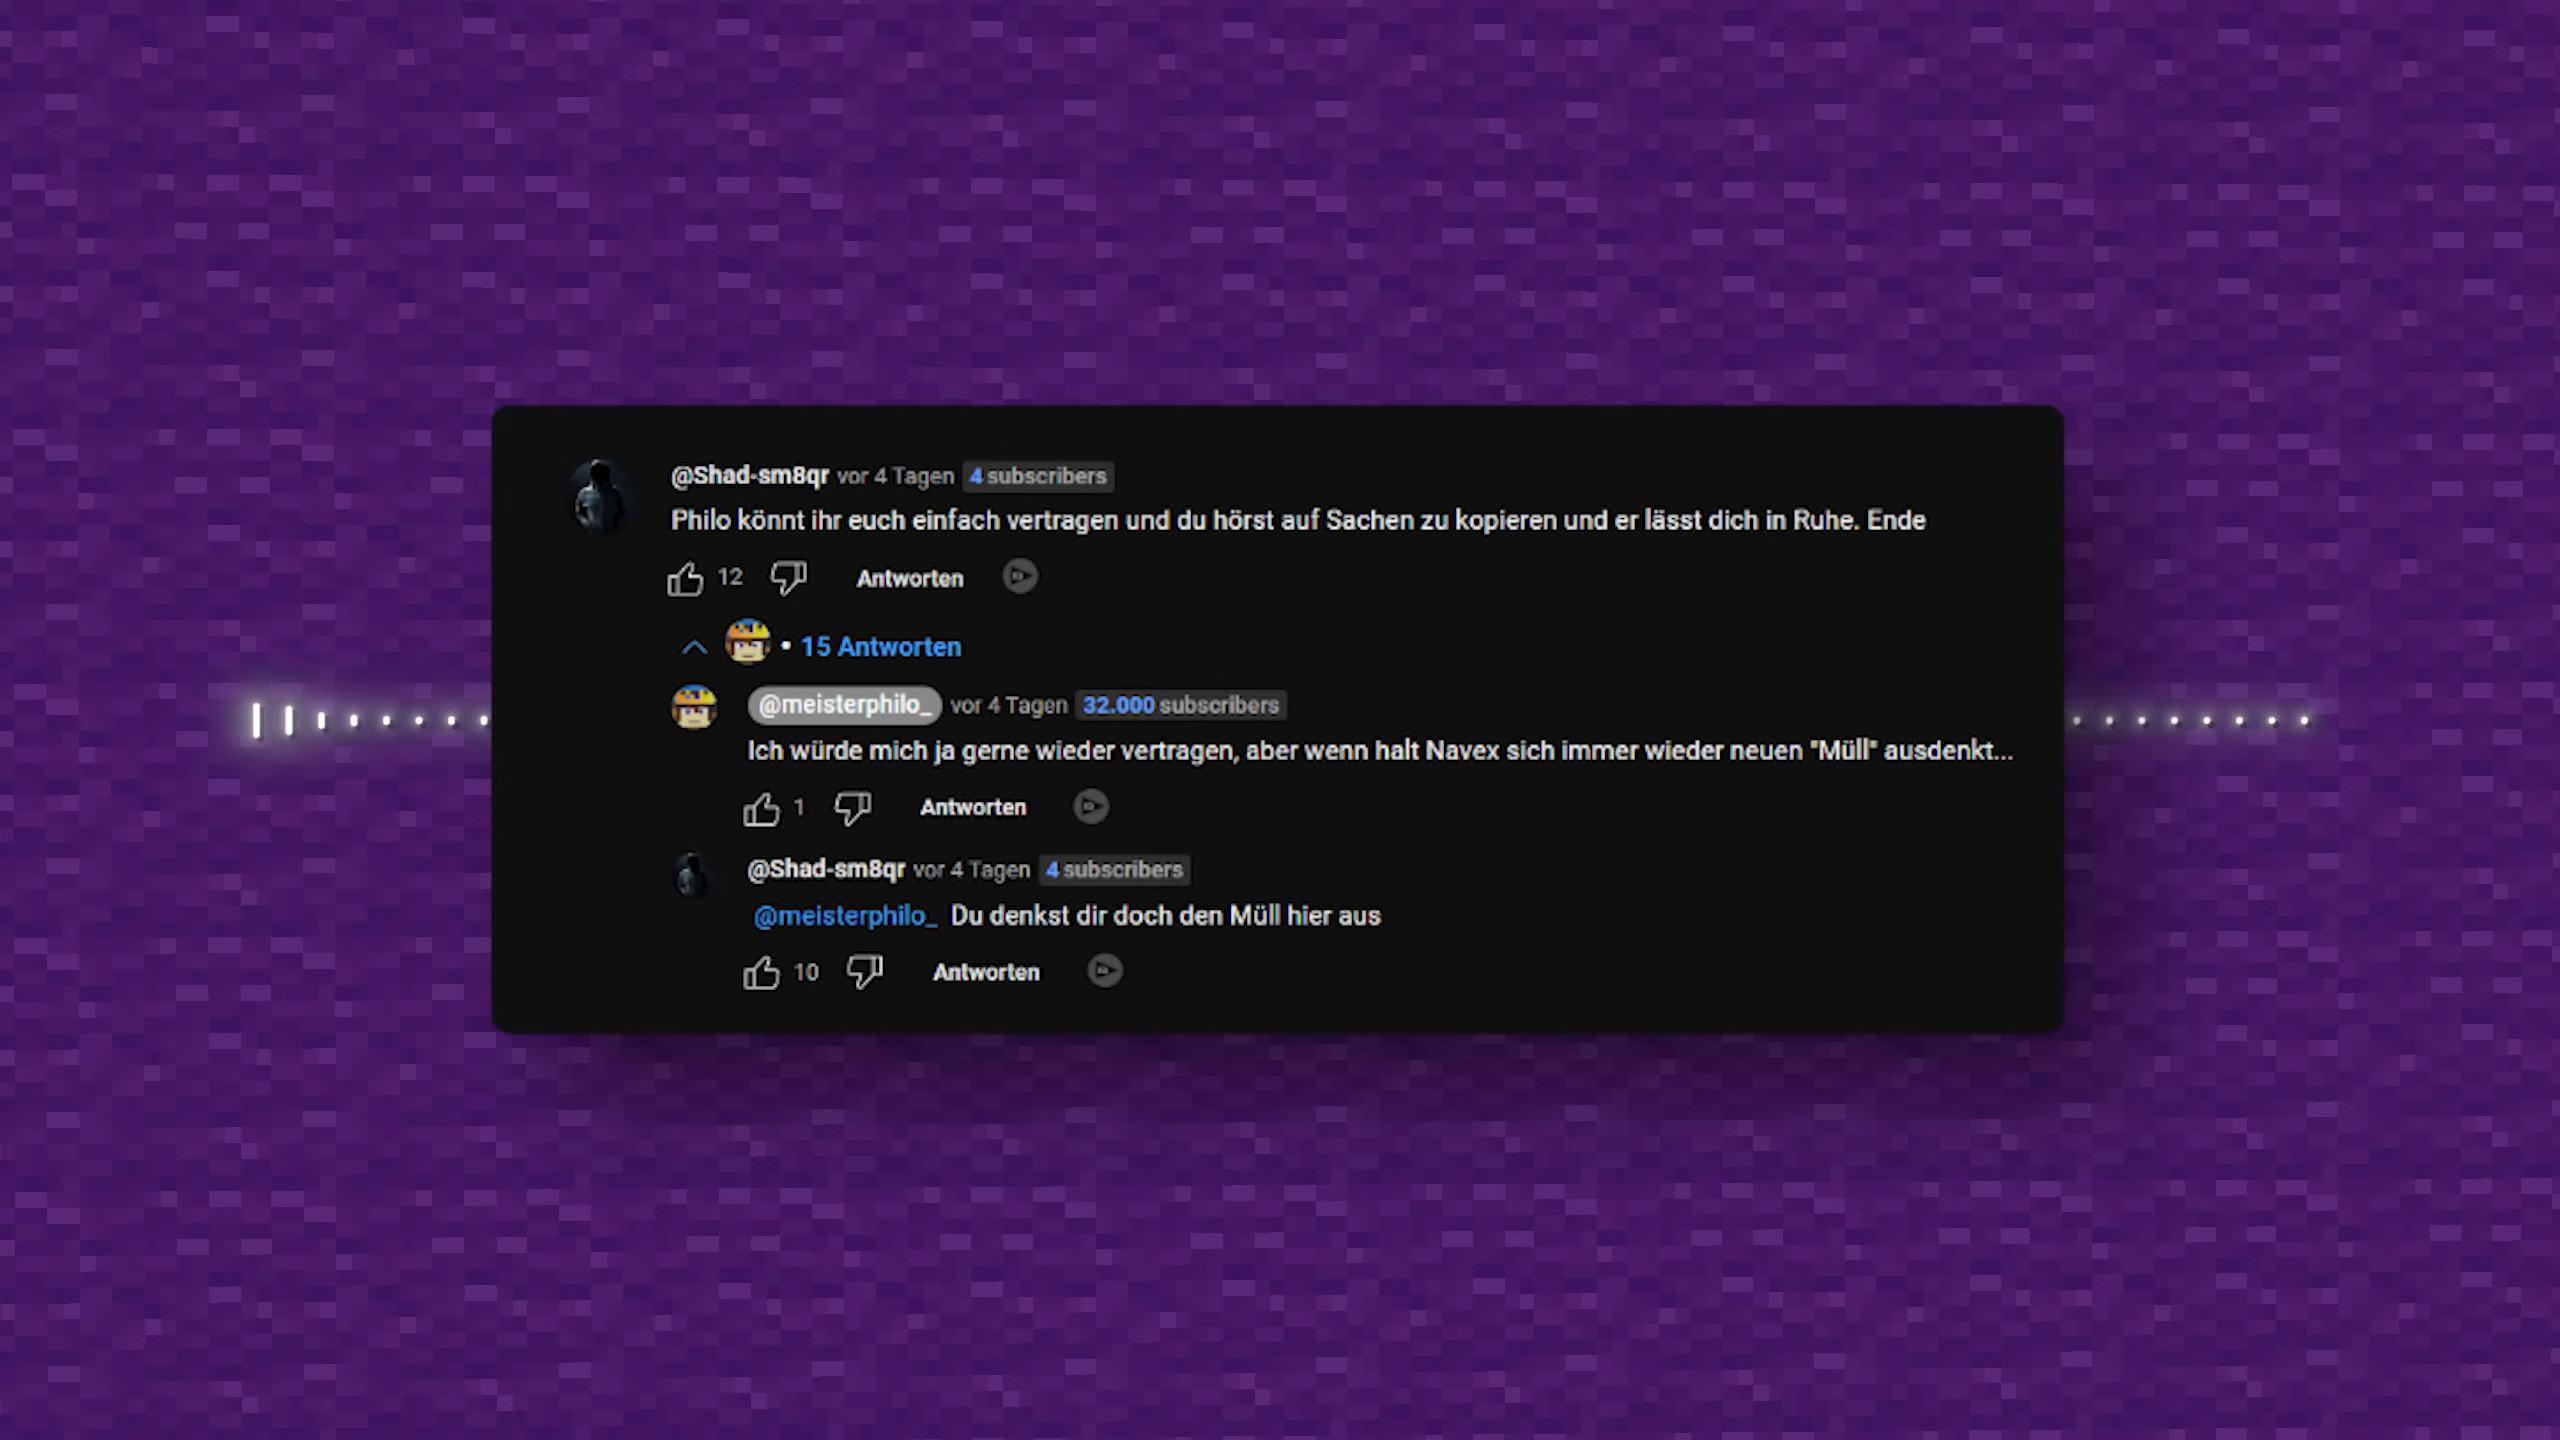 @Shad-sm8qr vor 4 Tagen 4 subscribers
Philo könnt ihr euch einfach vertragen und du hörst auf Sachen zu kopieren und er lässt dich in Ruhe. Ende
12 Antworten
• 15 Antworten
@meisterphilo_ vor 4 Tagen 32.000 subscribers
Ich würde mich ja gerne wieder vertragen, aber wenn halt Navex sich immer wieder neuen "Müll" ausdenkt...
1 Antworten
@Shad-sm8qr vor 4 Tagen 4 subscribers
@meisterphilo_ Du denkst dir doch den Müll hier aus
10 Antworten